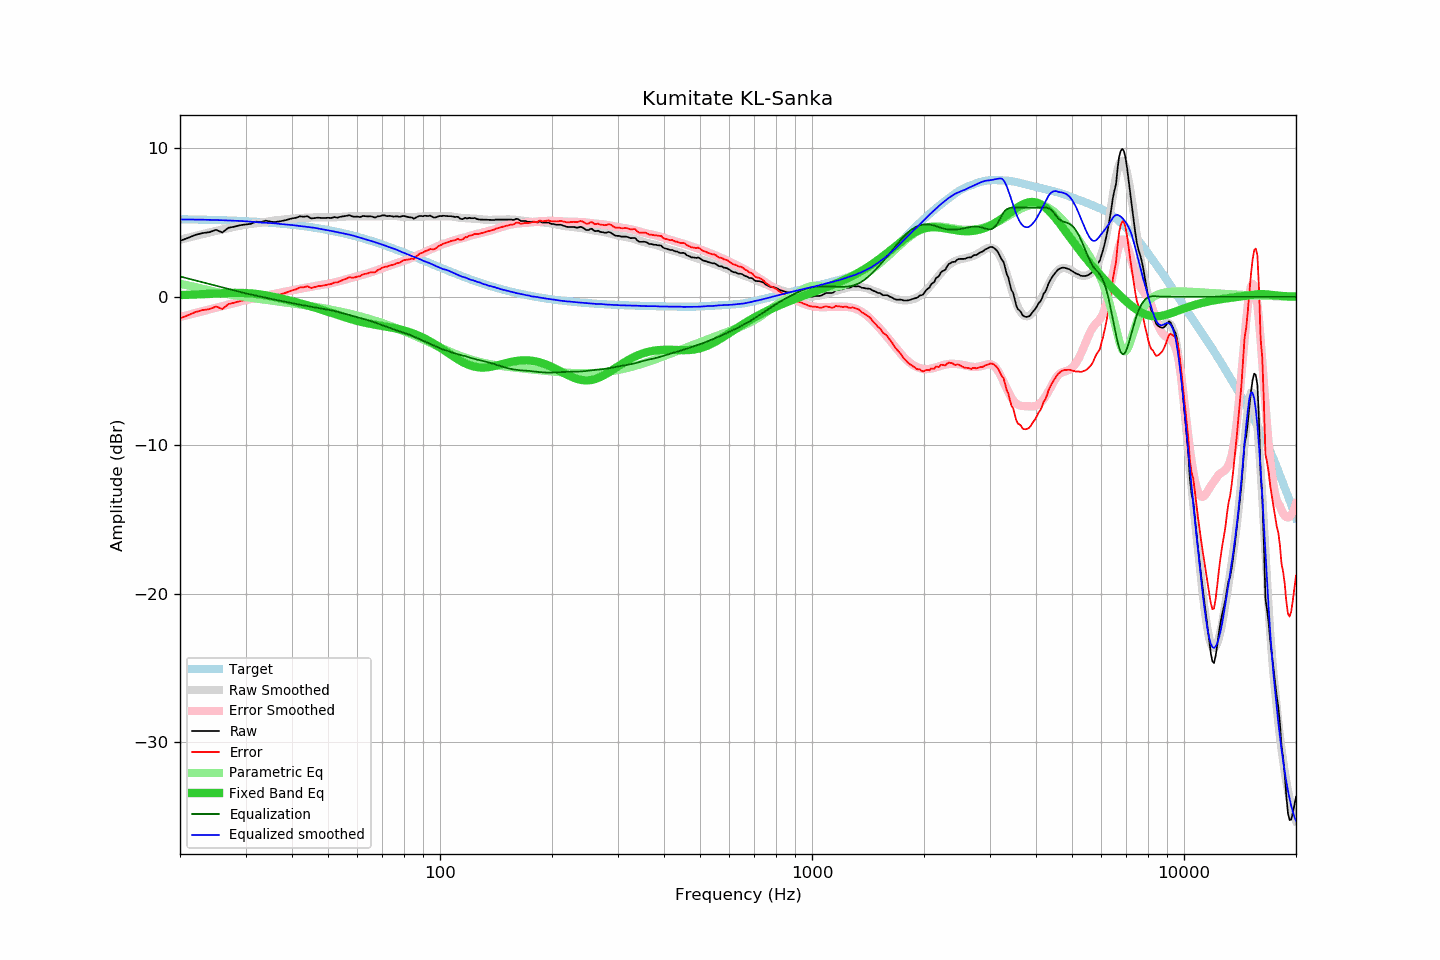 Kumitate KL-Sanka
10
0
−10
−20
−30
Amplitude (dBr)
Target
Raw Smoothed
Error Smoothed
Raw
Error
Parametric Eq
Fixed Band Eq
Equalization
Equalized smoothed
100
1000
10000
Frequency (Hz)